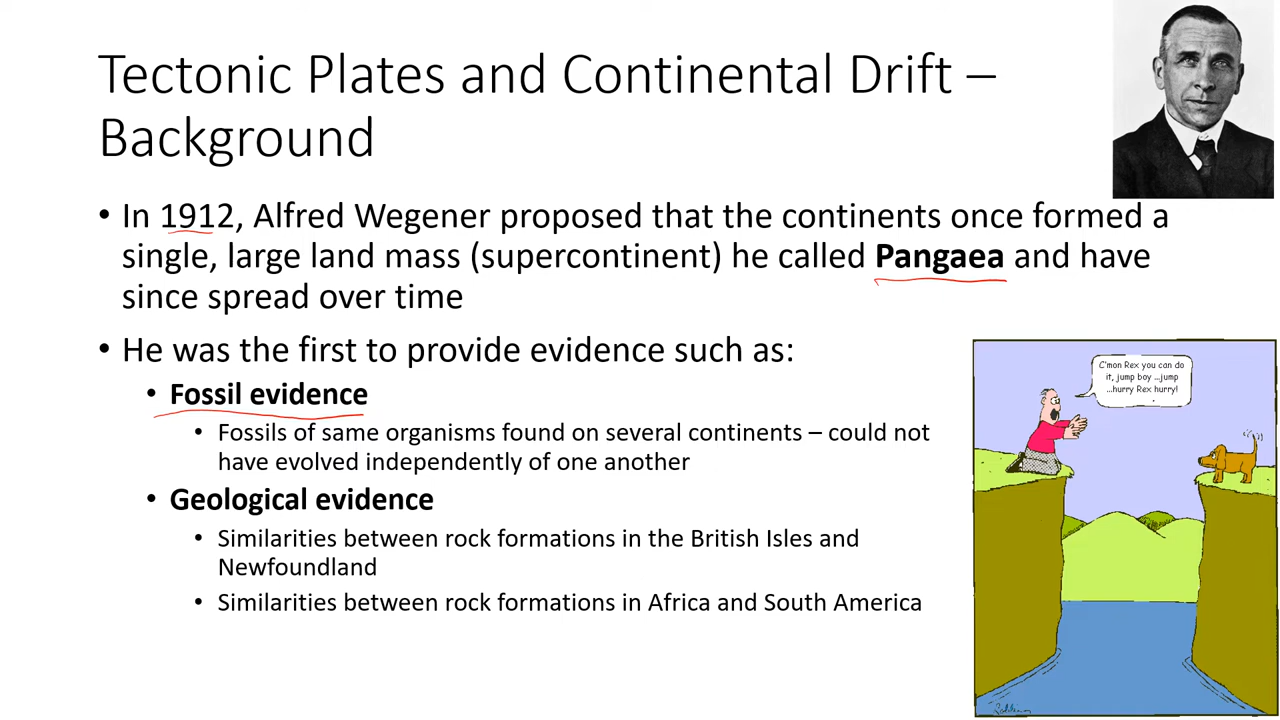 Tectonic Plates and Continental Drift –
Background
• In 1912, Alfred Wegener proposed that the continents once formed a
single, large land mass (supercontinent) he called Pangaea and have
since spread over time
• He was the first to provide evidence such as:
• Fossil evidence
• Fossils of same organisms found on several continents – could not
have evolved independently of one another
• Geological evidence
• Similarities between rock formations in the British Isles and
Newfoundland
• Similarities between rock formations in Africa and South America
C'mon Rex you can do
it, jump boy ...jump
...hurry Rex hurry!